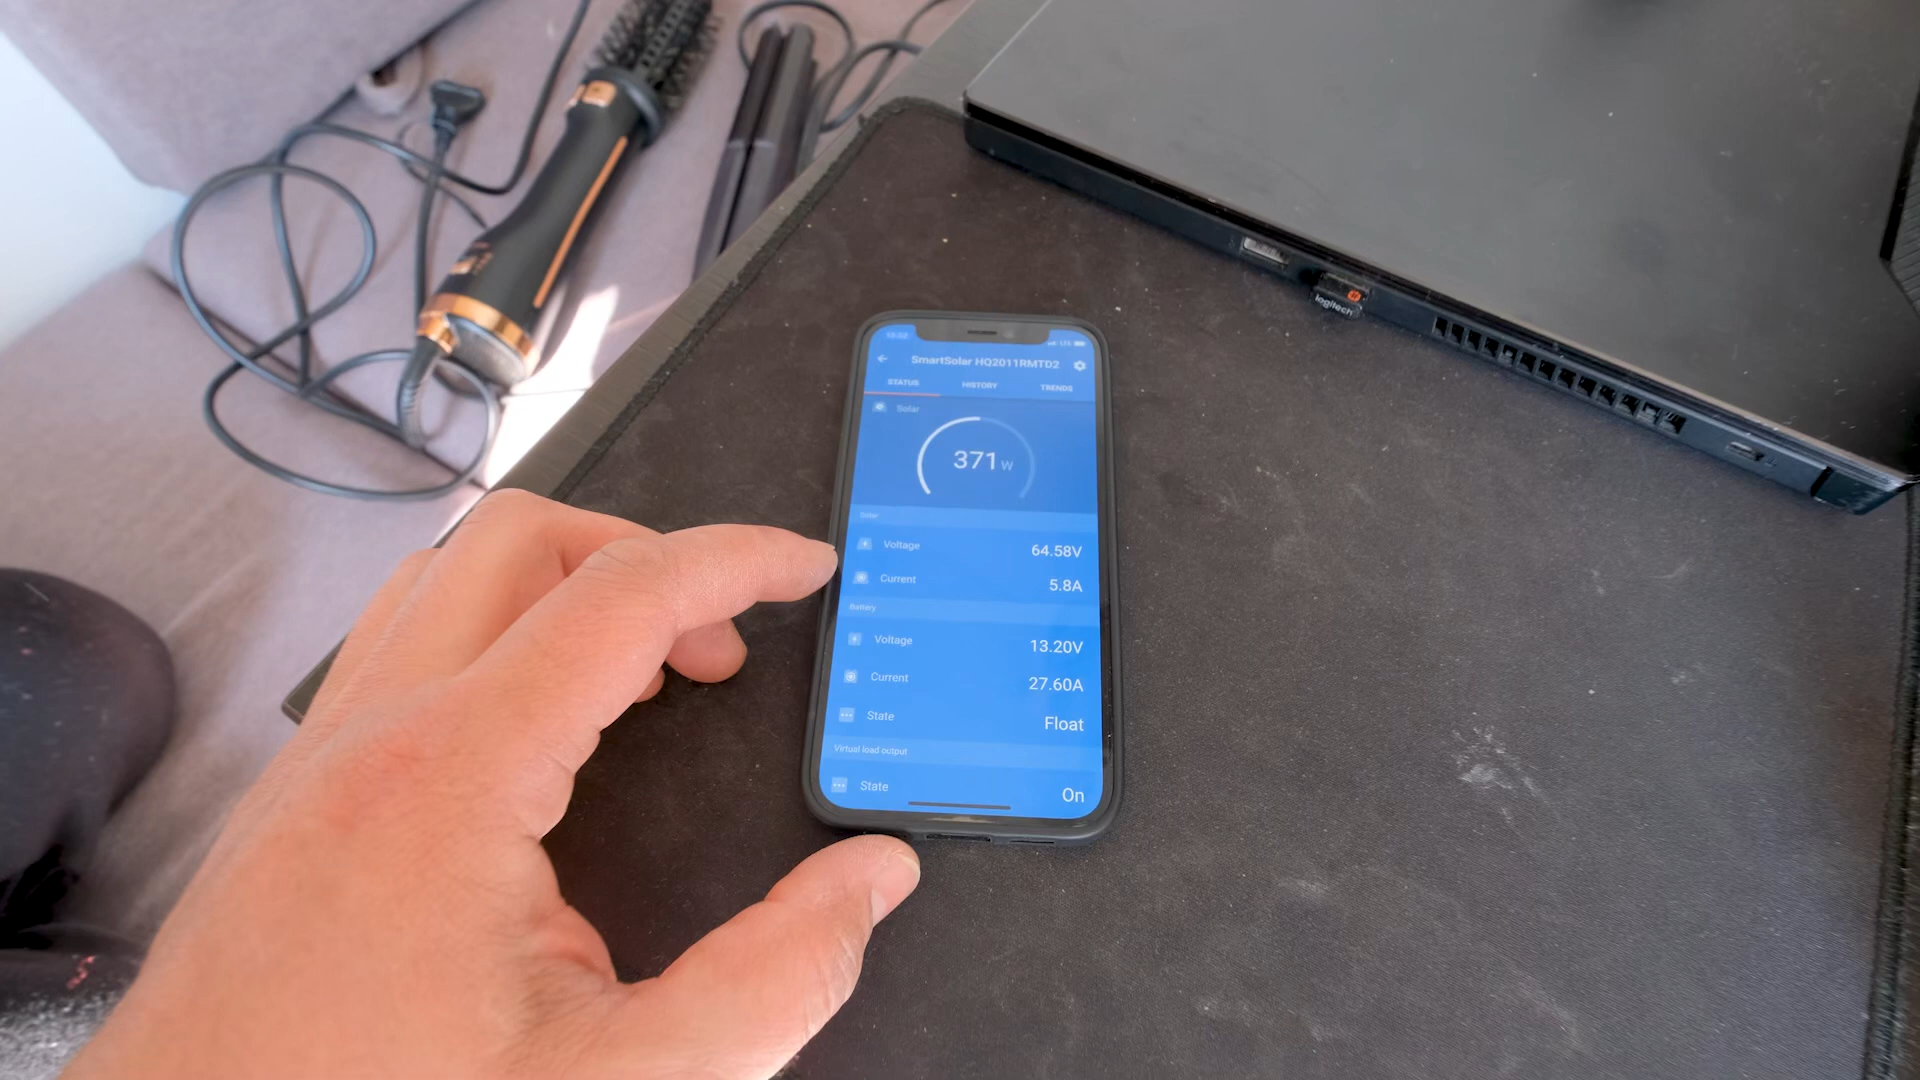 SmartSolar HQ2011RMTD2
STATUS HISTORY TRENDS
Solar
371 W
Solar
Voltage 64.58V
Current 5.8A
Battery
Voltage 13.20V
Current 27.60A
State Float
Virtual load output
State On
logitech